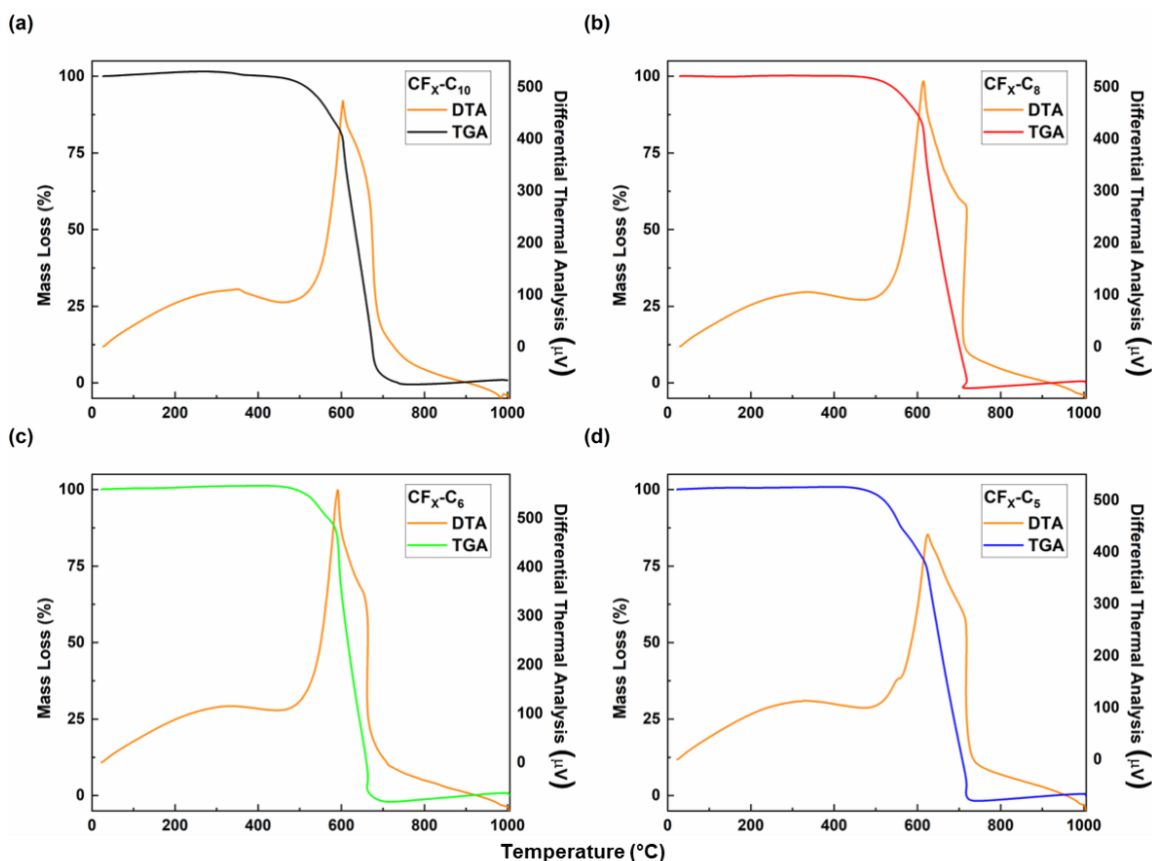 (a)
CFX-C10
DTA
TGA
Mass Loss (%)
100
75
50
25
0
0 200 400 600 800 1000
500
400
300
200
100
0
Differential Thermal Analysis (μV)
(b)
CFX-C8
DTA
TGA
Mass Loss (%)
100
75
50
25
0
0 200 400 600 800 1000
500
400
300
200
100
0
Differential Thermal Analysis (μV)
(c)
CFX-C6
DTA
TGA
Mass Loss (%)
100
75
50
25
0
0 200 400 600 800 1000
500
400
300
200
100
0
Differential Thermal Analysis (μV)
(d)
CFX-C5
DTA
TGA
Mass Loss (%)
100
75
50
25
0
0 200 400 600 800 1000
500
400
300
200
100
0
Differential Thermal Analysis (μV)
Temperature (°C)